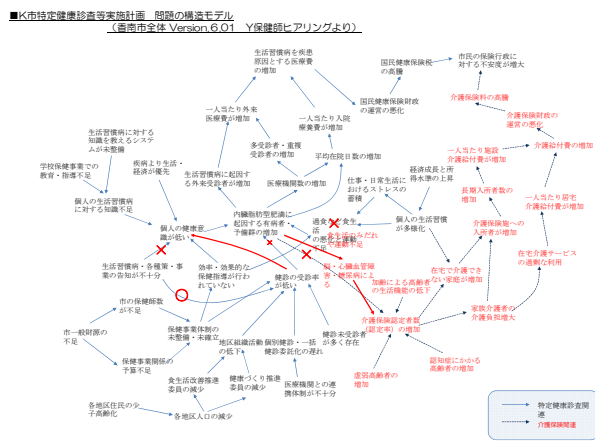 ■K市特定健康診査等実施計画　問題の構造モデル
（香南市全体 Version.6.01　Y保健師ヒアリングより）
生活習慣病を疾患
原因とする医療費
の増加
国民健康保険税
の高騰
市民の保険行政に
対する不安度が増大
介護保険料の高騰
国民健康保険財政
の運営の悪化
介護保険財政の
運営の悪化
一人当たり外来
医療費が増加
一人当たり入院
療養費が増加
生活習慣病に対する
知識を教えるシステ
ムが未整備
多受診者・重複
受診者の増加
平均在院日数の増加
一人当たり施設
介護給付費が増加
介護給付費の増加
学校保健事業での
教育・指導不足
疾病より生活・
経済が優先
生活習慣病に起因す
る外来受診者が増加
医療機関数の増加
仕事・日常生活に
おけるストレスの
蓄積
経済成長と所
得水準の上昇
長期入所者数の
増加
一人当たり居宅
介護給付費が増加
個人の生活習慣病
に対する知識不足
個人の健康意
識が低い
内臓脂肪型肥満に
起因する有病者・
予備群の増加
個人の生活習慣
が多様化
介護保険施への
入所者が増加
生活習慣病・各種策・事
業の告知が不十分
効率・効果的な
保健指導が行わ
れていない
健診の受診率
が低い
脳・心臓血管障
害・糖尿病によ
る
在宅で介護でき
ない家庭が増加
在宅介護サービス
の過剰な利用
加齢による高齢者
の生活機能の低下
市の保健師数
が不足
家族介護者の
介護負担増大
介護保険認定者数
（認定率）の増加
市一般財源の
不足
保健事業体制の
未整備・未確立
地区組織活動
の低下
個別健診・一括
健診委託化の遅れ
健診未受診者
が多く存在
保健事業関係の
予算不足
認知症にかかる
高齢者の増加
虚弱高齢者の
増加
食生活改善推進
委員の減少
健康づくり推進
委員の減少
医療機関との連
携体制が不十分
各地区住民の少
子高齢化
各地区人口の減少
特定健康診査関
連
介護保険関連